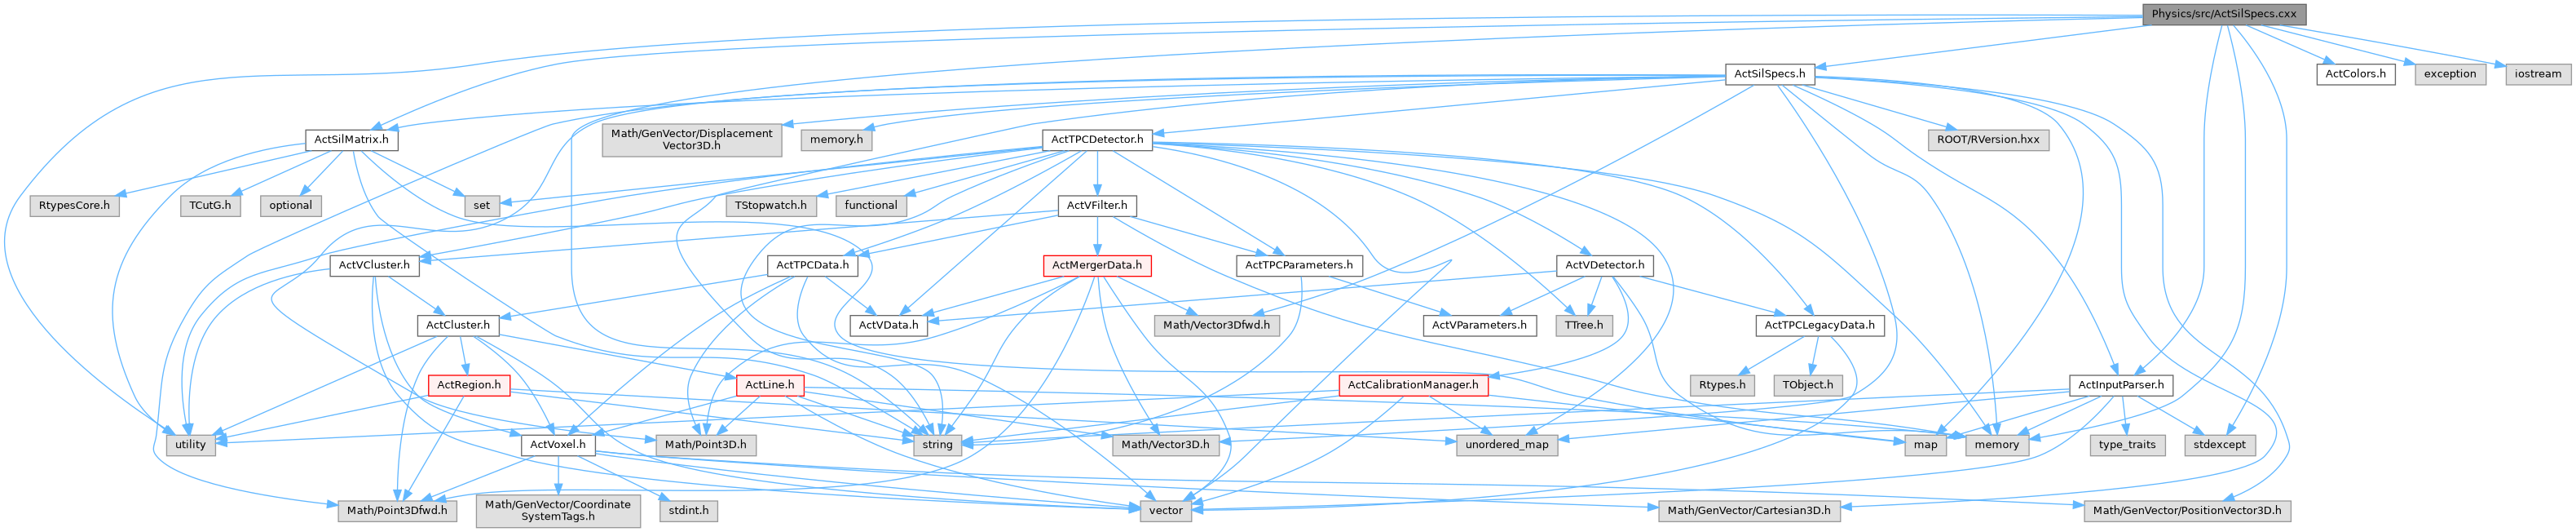 Physics/src/ActSilSpecs.cxx
ActSilSpecs.h
ActColors.h
exception
iostream
ActSilMatrix.h
Math/GenVector/Displacement
Vector3D.h
memory.h
ActTPCDetector.h
ROOT/RVersion.hxx
RtypesCore.h
TCutG.h
optional
set
TStopwatch.h
functional
ActVFilter.h
ActVCluster.h
ActTPCData.h
ActMergerData.h
ActTPCParameters.h
ActVDetector.h
ActCluster.h
ActVData.h
Math/Vector3Dfwd.h
ActVParameters.h
TTree.h
ActTPCLegacyData.h
ActRegion.h
ActLine.h
ActCalibrationManager.h
Rtypes.h
TObject.h
ActInputParser.h
utility
ActVoxel.h
Math/Point3D.h
string
Math/Vector3D.h
unordered_map
map
memory
type_traits
stdexcept
Math/Point3Dfwd.h
Math/GenVector/Coordinate
SystemTags.h
stdint.h
vector
Math/GenVector/Cartesian3D.h
Math/GenVector/PositionVector3D.h